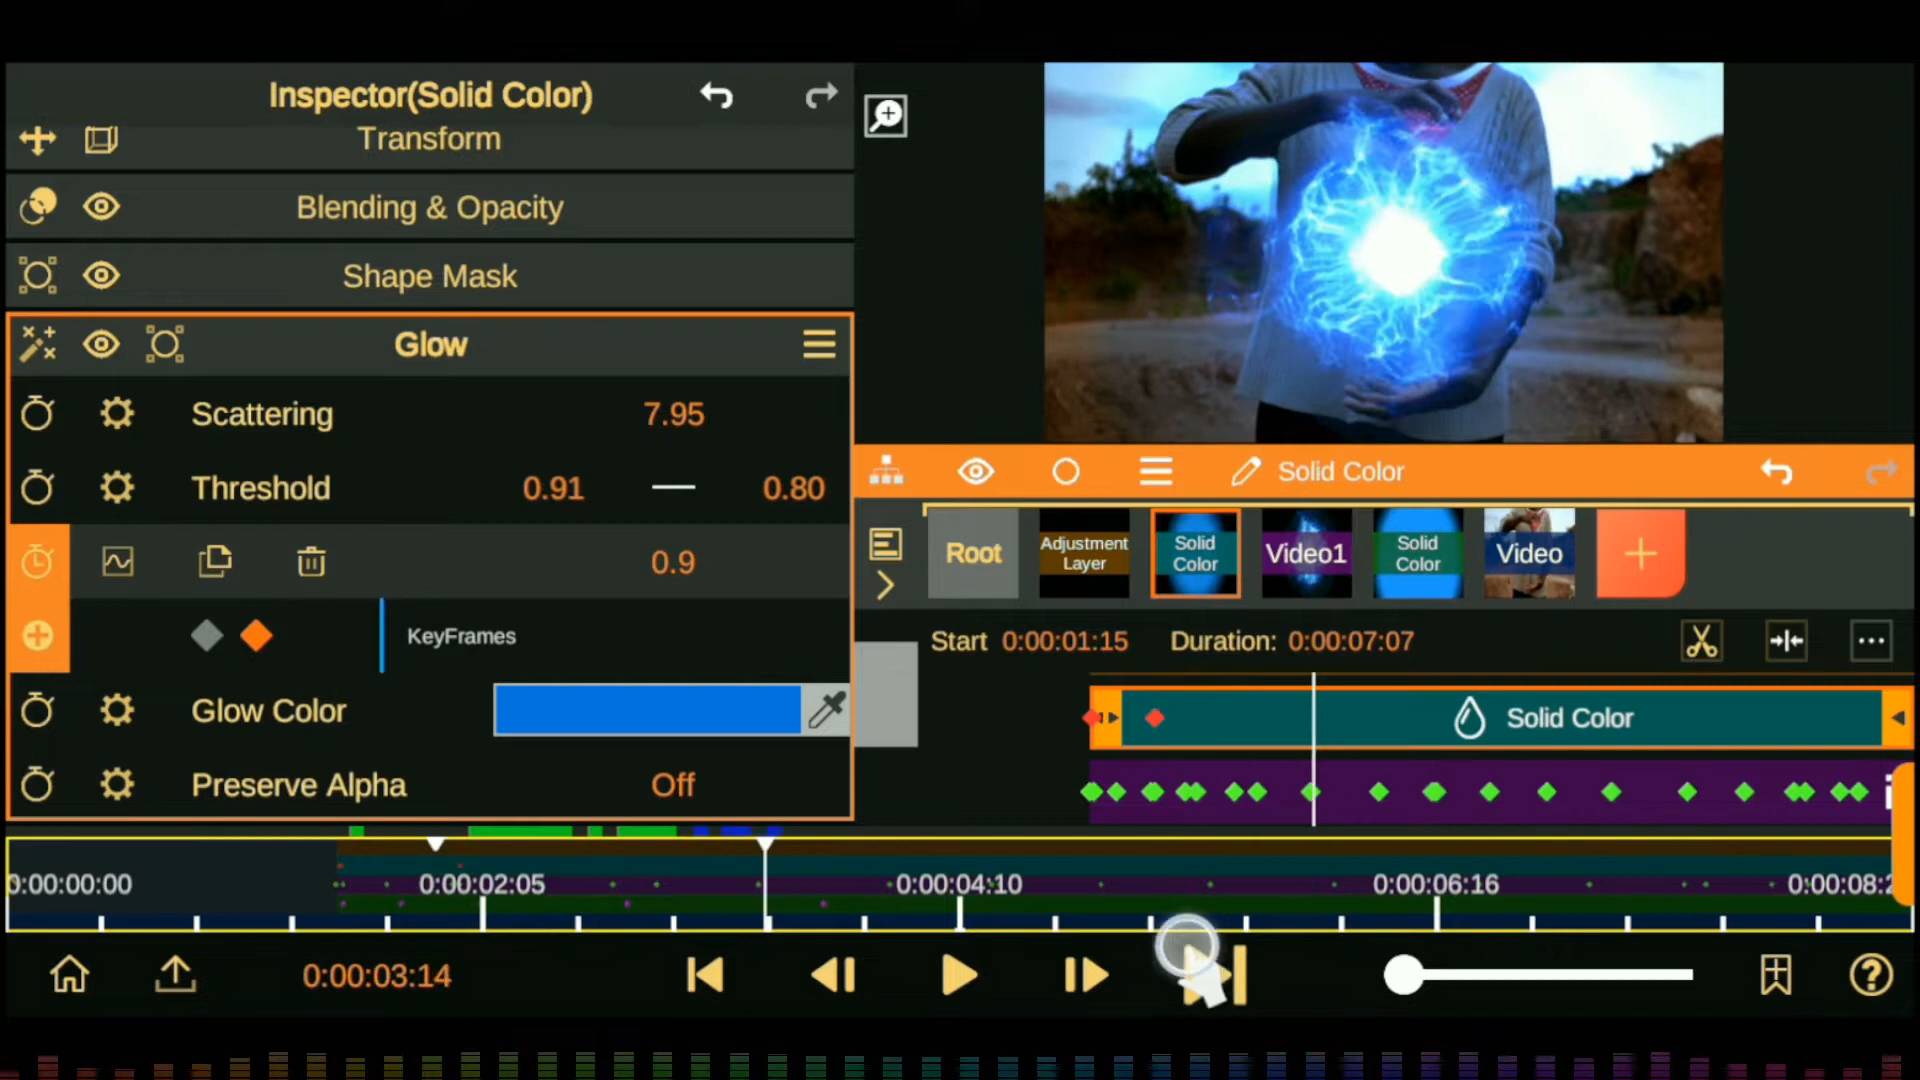 Inspector(Solid Color)
Transform
Blending & Opacity
Shape Mask
Glow
Scattering 7.95
Threshold 0.91 — 0.80
0.9
KeyFrames
Glow Color
Preserve Alpha Off
Solid Color
Root
Adjustment
Layer
Solid
Color
Video1
Solid
Color
Video
Start 0:00:01:15 Duration: 0:00:07:07
Solid Color
0:00:00:00 0:00:02:05 0:00:04:10 0:00:06:16 0:00:08:2
0:00:03:14